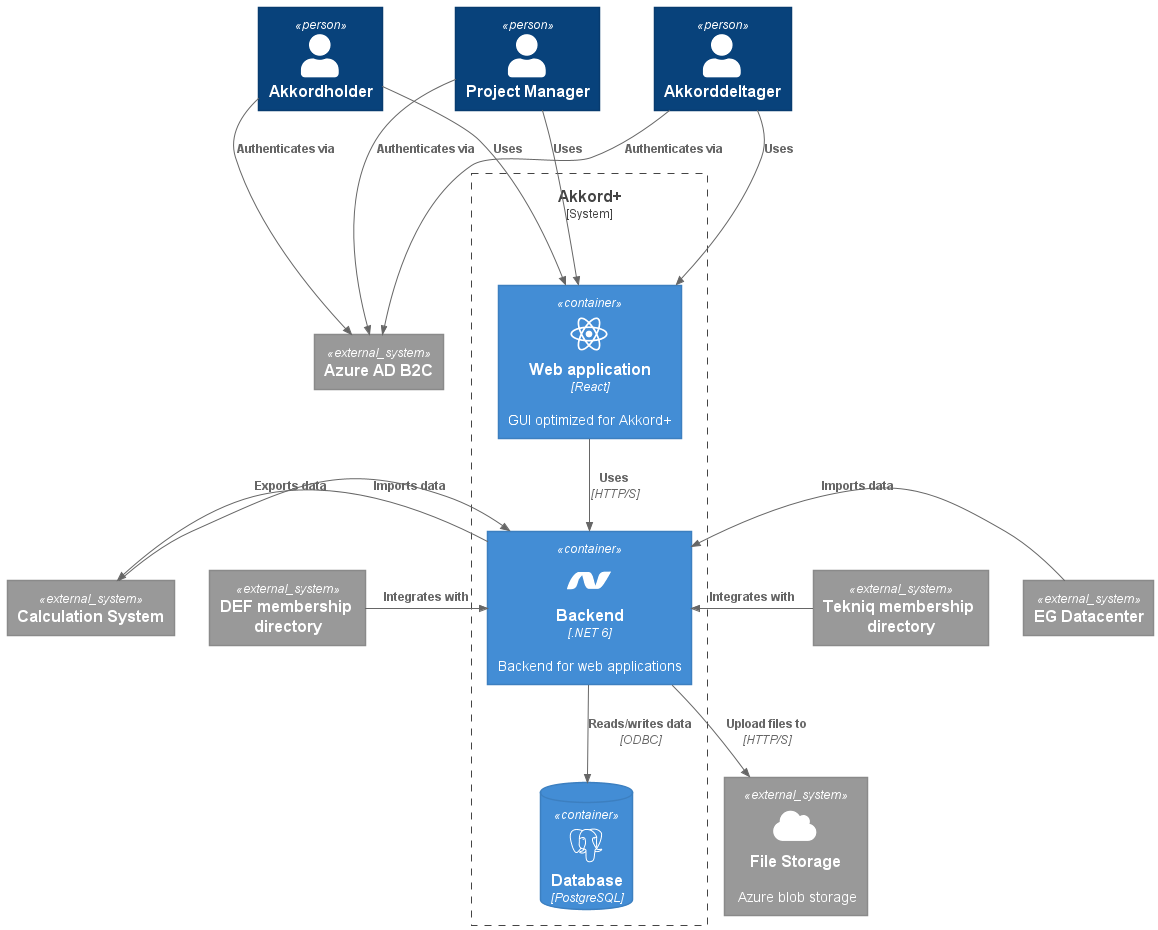 «person»
Akkordholder
«person»
Project Manager
«person»
Akkorddeltager
Authenticates via
Authenticates via
Uses
Uses
Authenticates via
Uses
Akkord+
[System]
«container»
Web application
[React]
GUI optimized for Akkord+
«external_system»
Azure AD B2C
Uses
[HTTP/S]
Exports data
Imports data
Imports data
«container»
Backend
[.NET 6]
Backend for web applications
«external_system»
Calculation System
«external_system»
DEF membership
directory
Integrates with
Integrates with
«external_system»
Tekniq membership
directory
«external_system»
EG Datacenter
Reads/writes data
[ODBC]
Upload files to
[HTTP/S]
«container»
Database
[PostgreSQL]
«external_system»
File Storage
Azure blob storage